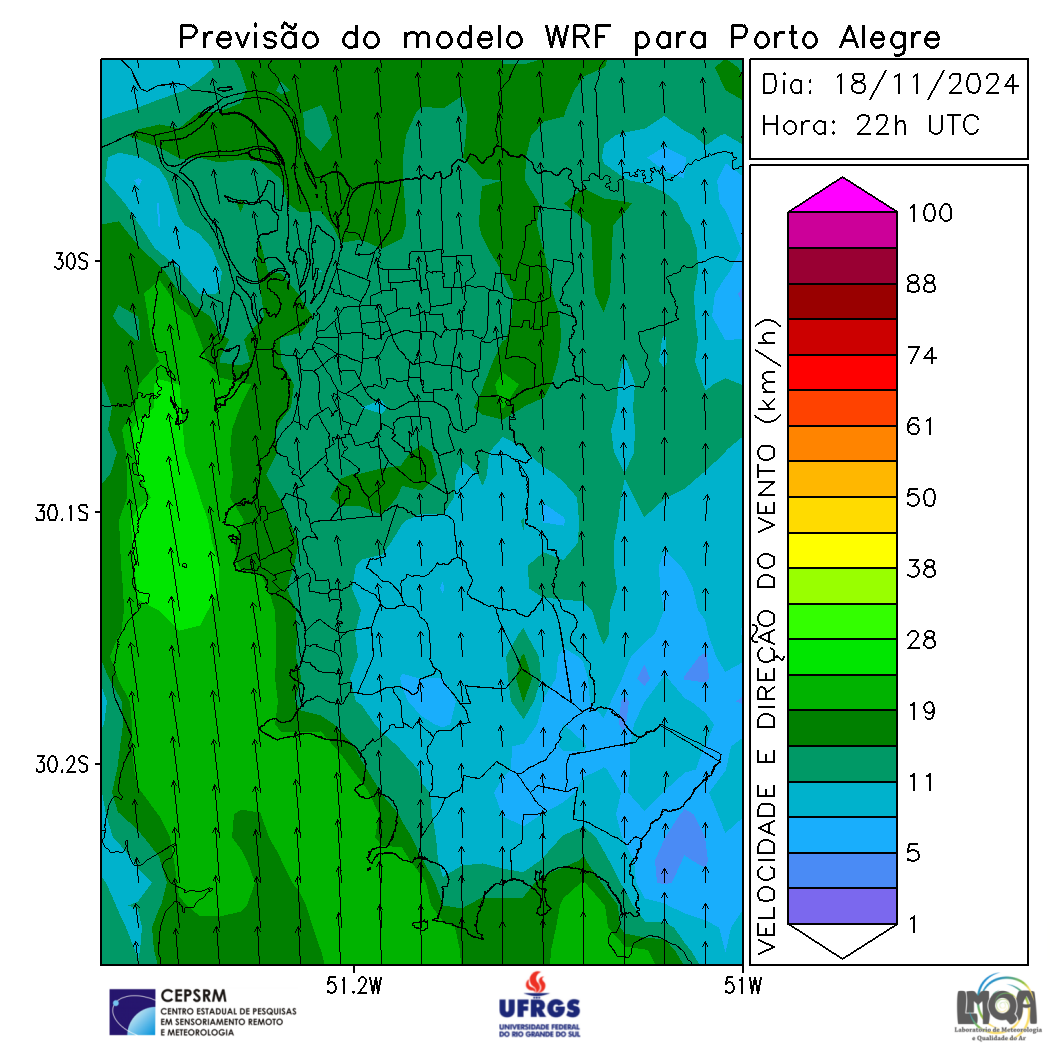 Previsão do modelo WRF para Porto Alegre
Dia: 18/11/2024
Hora: 22h UTC
30S
30.1S
30.2S
51.2W
51W
VELOCIDADE E DIREÇÃO DO VENTO (km/h)
100
88
74
61
50
38
28
19
11
5
1
CEPSRM
CENTRO ESTADUAL DE PESQUISAS
EM SENSORIAMENTO REMOTO
E METEOROLOGIA
UFRGS
UNIVERSIDADE FEDERAL
DO RIO GRANDE DO SUL
LMQA
Laboratório de Meteorologia
e Qualidade do Ar